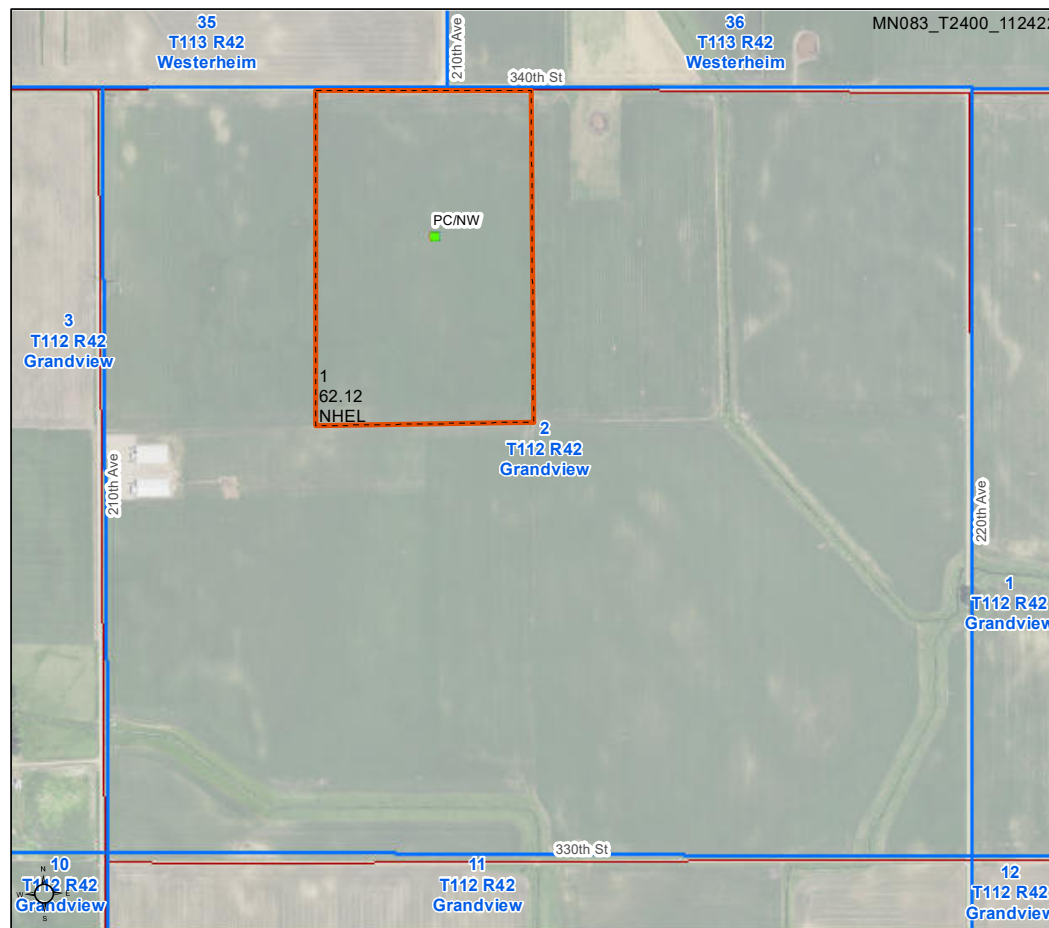 35
T113 R42
Westerheim
210th Ave
36
T113 R42
Westerheim
MN083_T2400_112422
340th St
PC/NW
3
T112 R42
Grandview
1
62.12
NHEL
2
T112 R42
Grandview
210th Ave
220th Ave
1
T112 R42
Grandview
330th St
10
T112 R42
Grandview
N
W
E
S
11
T112 R42
Grandview
12
T112 R42
Grandview